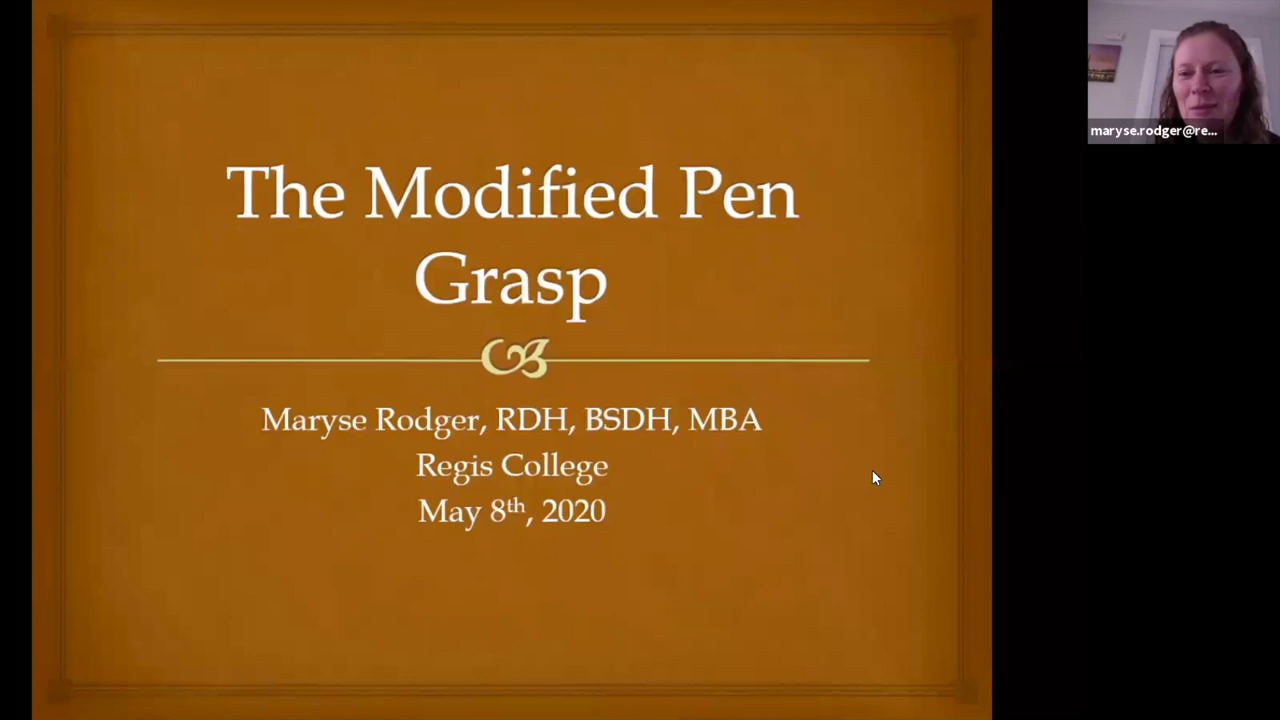 The Modified Pen
Grasp
Maryse Rodger, RDH, BSDH, MBA
Regis College
May 8th, 2020
maryse.rodger@re...